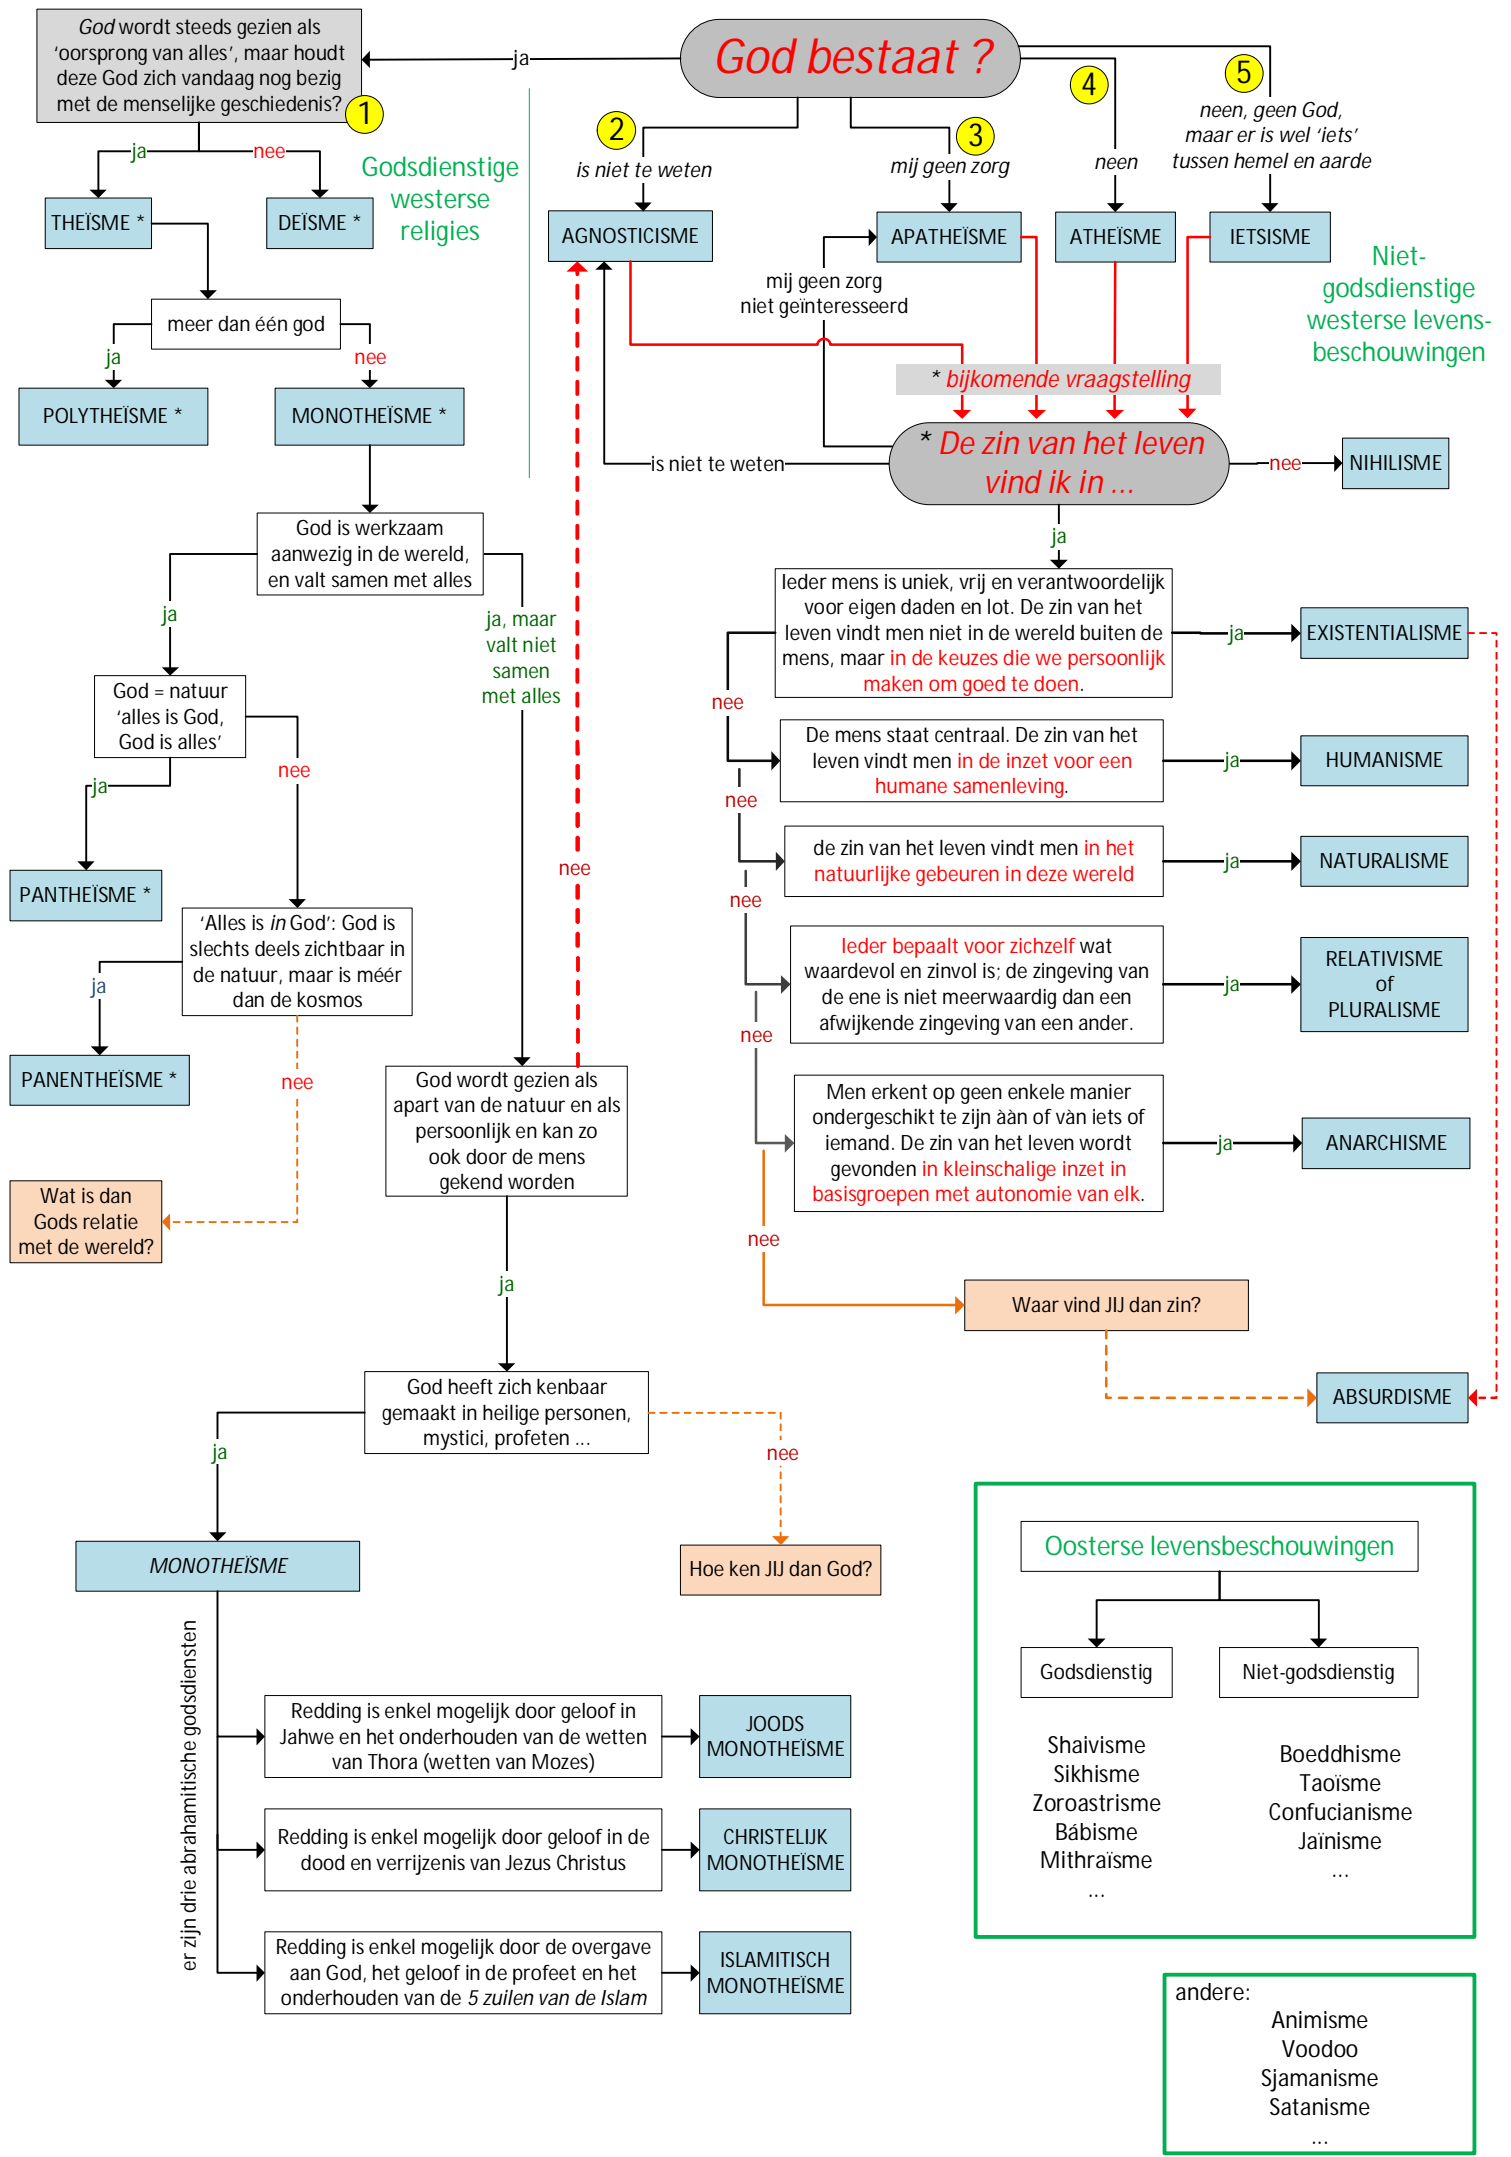 God bestaat ?
God wordt steeds gezien als
‘oorsprong van alles’, maar houdt
deze God zich vandaag nog bezig
met de menselijke geschiedenis?
1
ja
2
is niet te weten
3
mij geen zorg
4
neen
5
neen, geen God,
maar er is wel ‘iets’
tussen hemel en aarde
ja
nee
Godsdienstige
westerse
religies
THEÏSME *
DEÏSME *
AGNOSTICISME
APATHEÏSME
ATHEÏSME
IETSISME
Niet-
godsdienstige
westerse levens-
beschouwingen
mij geen zorg
niet geïnteresseerd
meer dan één god
ja
nee
POLYTHEÏSME *
MONOTHEÏSME *
* bijkomende vraagstelling
* De zin van het leven
vind ik in ...
is niet te weten
nee
NIHILISME
ja
God is werkzaam
aanwezig in de wereld,
en valt samen met alles
ja
ja, maar
valt niet
samen
met alles
God = natuur
‘alles is God,
God is alles’
ja
nee
PANTHEÏSME *
‘Alles is in God’: God is
slechts deels zichtbaar in
de natuur, maar is méér
dan de kosmos
ja
nee
PANENTHEÏSME *
Wat is dan
Gods relatie
met de wereld?
nee
God wordt gezien als
apart van de natuur en als
persoonlijk en kan zo
ook door de mens
gekend worden
ja
God heeft zich kenbaar
gemaakt in heilige personen,
mystici, profeten ...
ja
nee
MONOTHEÏSME
Hoe ken JIJ dan God?
er zijn drie abrahamitische godsdiensten
Redding is enkel mogelijk door geloof in
Jahwe en het onderhouden van de wetten
van Thora (wetten van Mozes)
JOODS
MONOTHEÏSME
Redding is enkel mogelijk door geloof in de
dood en verrijzenis van Jezus Christus
CHRISTELIJK
MONOTHEÏSME
Redding is enkel mogelijk door de overgave
aan God, het geloof in de profeet en het
onderhouden van de 5 zuilen van de Islam
ISLAMITISCH
MONOTHEÏSME
Ieder mens is uniek, vrij en verantwoordelijk
voor eigen daden en lot. De zin van het
leven vindt men niet in de wereld buiten de
mens, maar in de keuzes die we persoonlijk
maken om goed te doen.
ja
EXISTENTIALISME
nee
De mens staat centraal. De zin van het
leven vindt men in de inzet voor een
humane samenleving.
ja
HUMANISME
nee
de zin van het leven vindt men in het
natuurlijke gebeuren in deze wereld
ja
NATURALISME
nee
Ieder bepaalt voor zichzelf wat
waardevol en zinvol is; de zingeving van
de ene is niet meerwaardig dan een
afwijkende zingeving van een ander.
ja
RELATIVISME
of
PLURALISME
nee
Men erkent op geen enkele manier
ondergeschikt te zijn ààn of vàn iets of
iemand. De zin van het leven wordt
gevonden in kleinschalige inzet in
basisgroepen met autonomie van elk.
ja
ANARCHISME
nee
Waar vind JIJ dan zin?
ABSURDISME
Oosterse levensbeschouwingen
Godsdienstig
Shaivisme
Sikhisme
Zoroastrisme
Bábisme
Mithraïsme
...
Niet-godsdienstig
Boeddhisme
Taoïsme
Confucianisme
Jaïnisme
...
andere:
Animisme
Voodoo
Sjamanisme
Satanisme
...